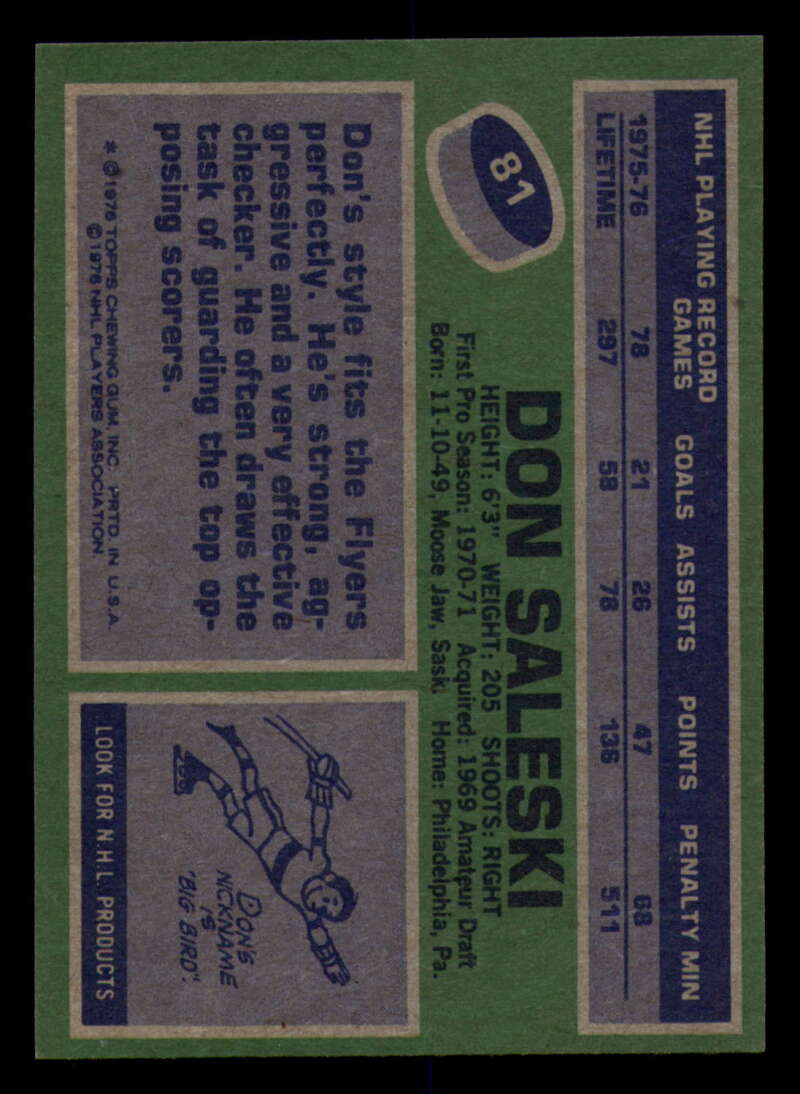 NHL PLAYING RECORD
GAMES GOALS ASSISTS POINTS PENALTY MIN
1975-76 78 21 26 47 68
LIFETIME 297 58 78 136 511
81
DON SALESKI
HEIGHT: 6'3" WEIGHT: 205 SHOOTS: RIGHT
First Pro Season: 1970-71 Acquired: 1969 Amateur Draft
Born: 11-10-49, Moose Jaw, Sask. Home: Philadelphia, Pa.
Don's style fits the Flyers
perfectly. He's strong, ag-
gressive and a very effective
checker. He often draws the
task of guarding the top op-
posing scorers.
* © 1976 TOPPS CHEWING GUM, INC. PRTD. IN U.S.A.
© 1976 NHL PLAYERS ASSOCIATION
DON'S
NICKNAME
IS
"BIG BIRD".
LOOK FOR N.H.L. PRODUCTS